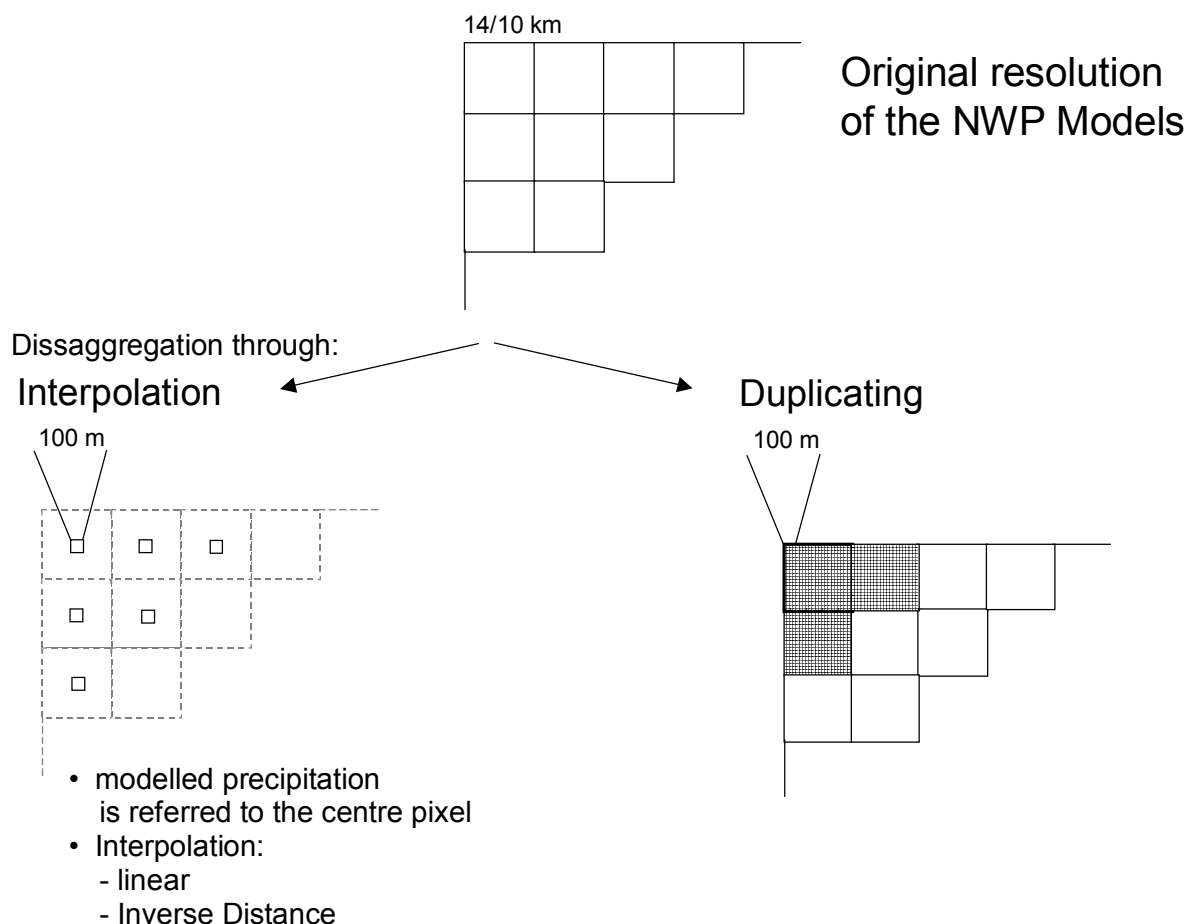 14/10 km
Original resolution
of the NWP Models
Dissaggregation through:
Interpolation
100 m
• modelled precipitation
is referred to the centre pixel
• Interpolation:
- linear
- Inverse Distance
Duplicating
100 m